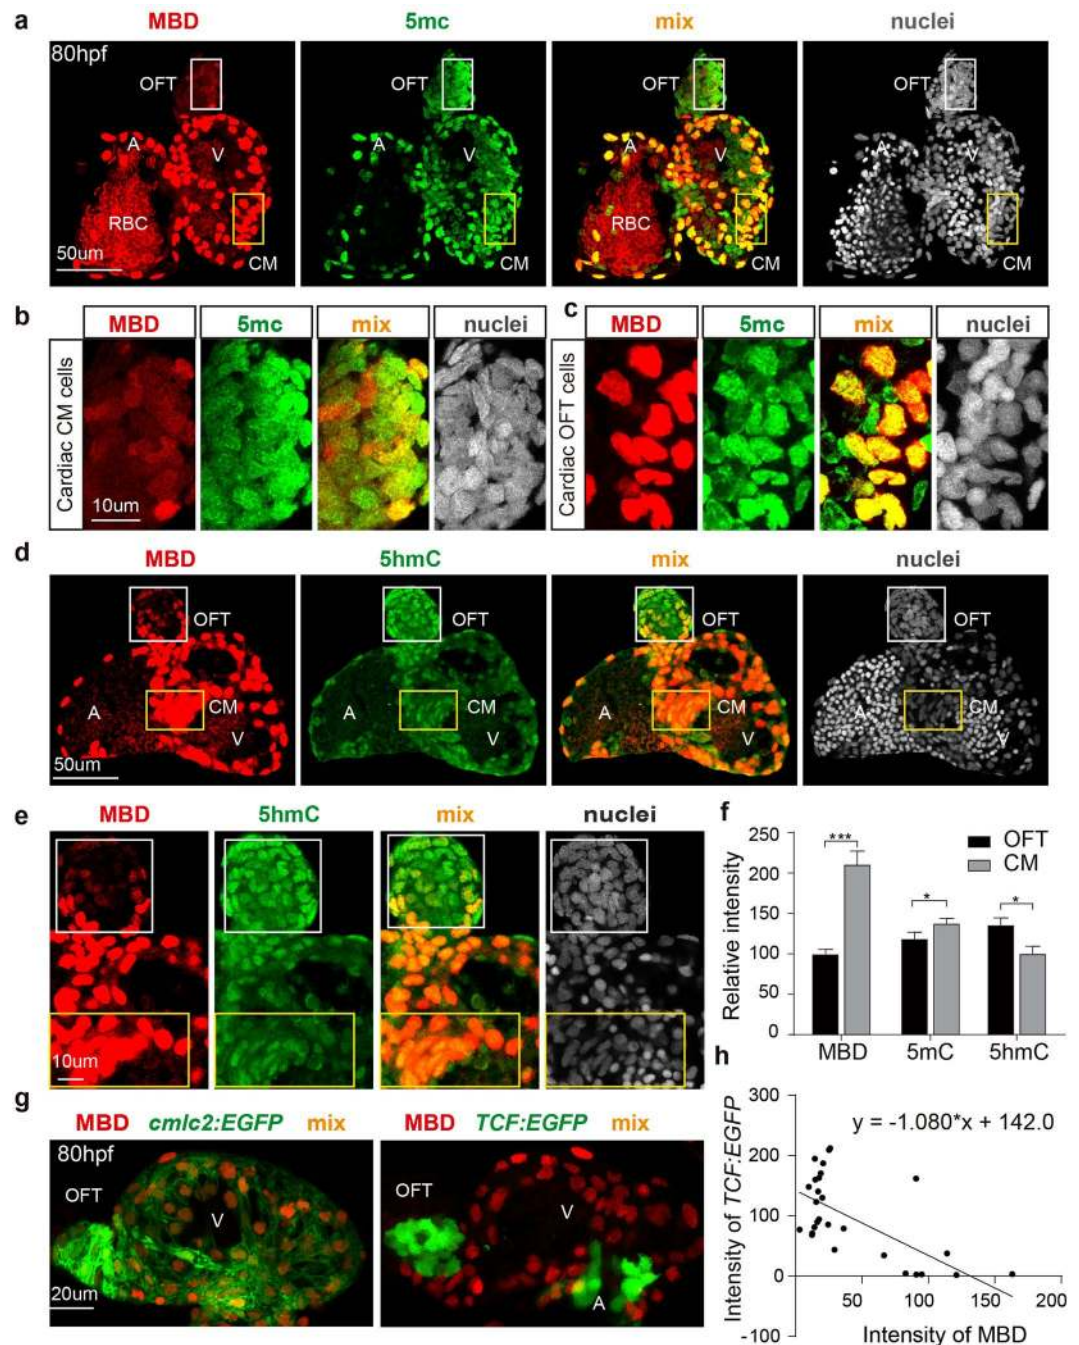 a MBD 5mc mix nuclei
80hpf
OFT OFT OFT
A V A V A V A V
RBC RBC
50um
CM CM CM CM
b MBD 5mc mix nuclei
Cardiac CM cells
10um
c MBD 5mc mix nuclei
Cardiac OFT cells
d MBD 5hmC mix nuclei
OFT OFT OFT OFT
A CM V A CM V A CM V A V
50um
e MBD 5hmC mix nuclei
10um
f
Relative intensity
250
200
150
100
50
0
*** * *
OFT
CM
MBD 5mC 5hmC
g MBD cmlc2:EGFP mix MBD TCF:EGFP mix
80hpf
OFT V
20um
OFT V
A
h
Intensity of TCF:EGFP
300
200
100
0
-100
y = -1.080*x + 142.0
50 100 150 200
Intensity of MBD